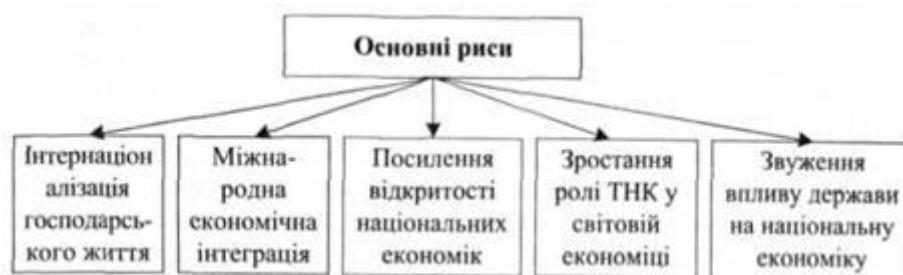 Основні риси
Інтернаціон
алізація
господарсь-
кого життя
Міжна-
родна
економічна
інтеграція
Посилення
відкритості
національних
економік
Зростання
ролі ТНК у
світовій
економіці
Звуження
впливу держави
на національну
економіку